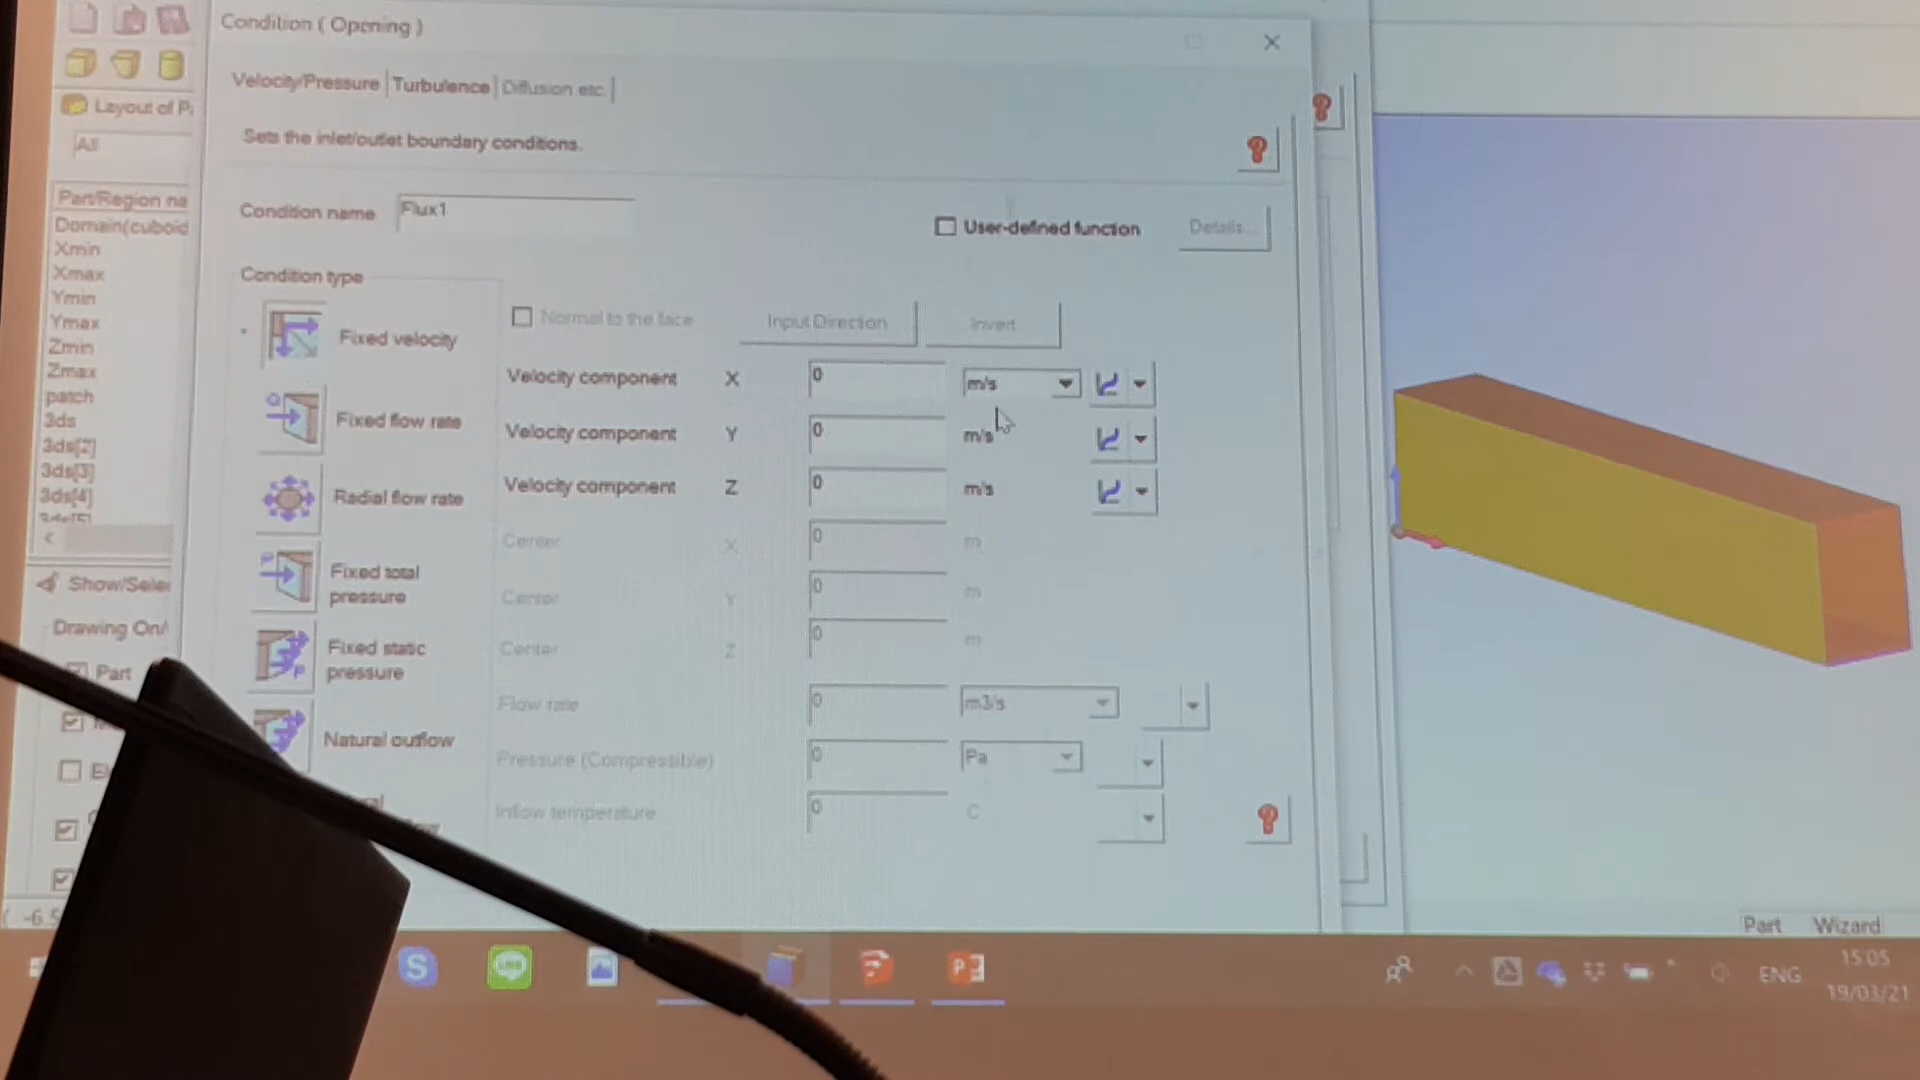 Condition ( Opening )
Velocity/Pressure
Turbulence
Diffusion etc.
Sets the inlet/outlet boundary conditions.
Condition name
Flux1
User-defined function
Details...
Condition type
Fixed velocity
Fixed flow rate
Radial flow rate
Fixed total
pressure
Fixed static
pressure
Natural outflow
Normal to the face
Input Direction
Invert
Velocity component X 0 m/s
Velocity component Y 0 m/s
Velocity component Z 0 m/s
Center X 0 m
Center Y 0 m
Center Z 0 m
Flow rate 0 m3/s
Pressure (Compressible) 0 Pa
Inflow temperature 0 C
Layout of
All
Part/Region na
Domain(cuboid
Xmin
Xmax
Ymin
Ymax
Zmin
Zmax
patch
3ds
3ds[2]
3ds[3]
3ds[4]
Show/Selec
Drawing On/
Part
-6.5
Part Wizard
S
LINE
P
ENG
15:05
19/03/21